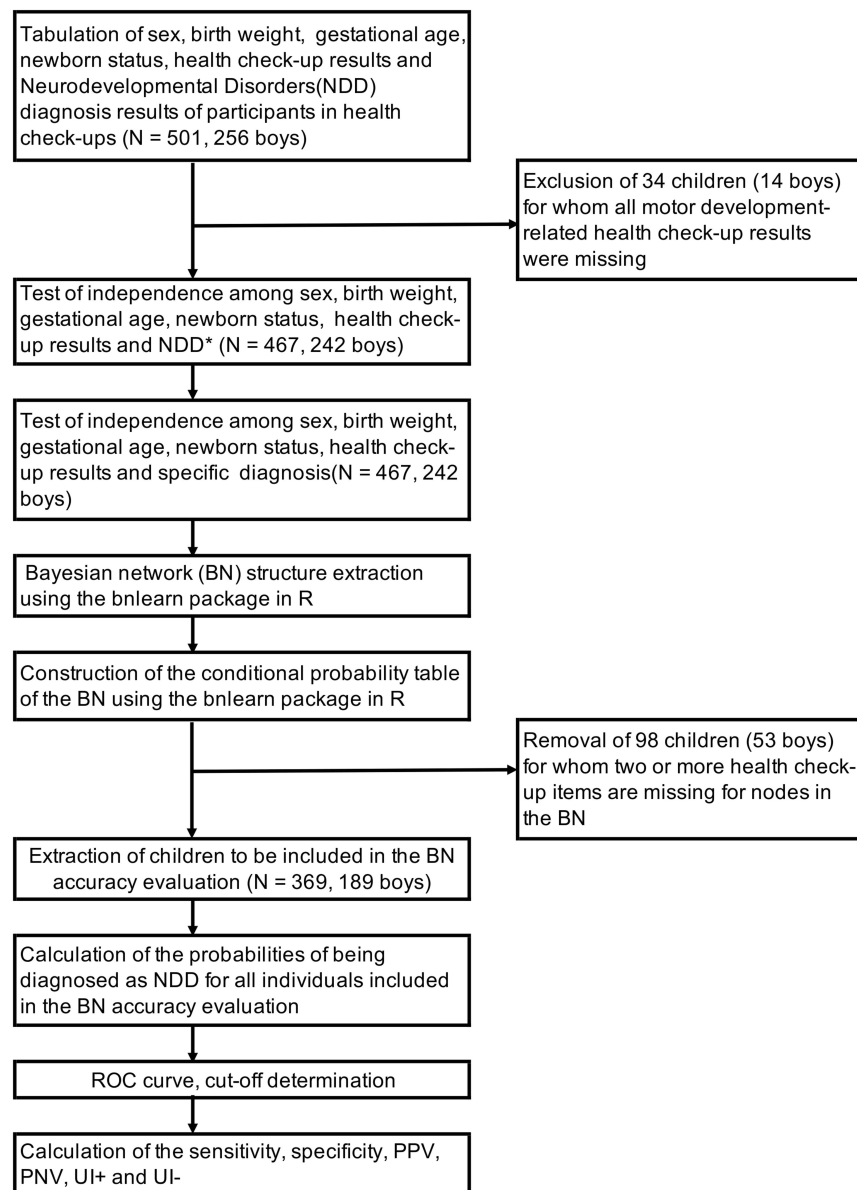 Tabulation of sex, birth weight, gestational age,
newborn status, health check-up results and
Neurodevelopmental Disorders(NDD)
diagnosis results of participants in health
check-ups (N = 501, 256 boys)
Exclusion of 34 children (14 boys)
for whom all motor development-
related health check-up results
were missing
Test of independence among sex, birth weight,
gestational age, newborn status, health check-
up results and NDD* (N = 467, 242 boys)
Test of independence among sex, birth weight,
gestational age, newborn status, health check-
up results and specific diagnosis(N = 467, 242
boys)
Bayesian network (BN) structure extraction
using the bnlearn package in R
Construction of the conditional probability table
of the BN using the bnlearn package in R
Removal of 98 children (53 boys)
for whom two or more health check-
up items are missing for nodes in
the BN
Extraction of children to be included in the BN
accuracy evaluation (N = 369, 189 boys)
Calculation of the probabilities of being
diagnosed as NDD for all individuals included
in the BN accuracy evaluation
ROC curve, cut-off determination
Calculation of the sensitivity, specificity, PPV,
PNV, UI+ and UI-